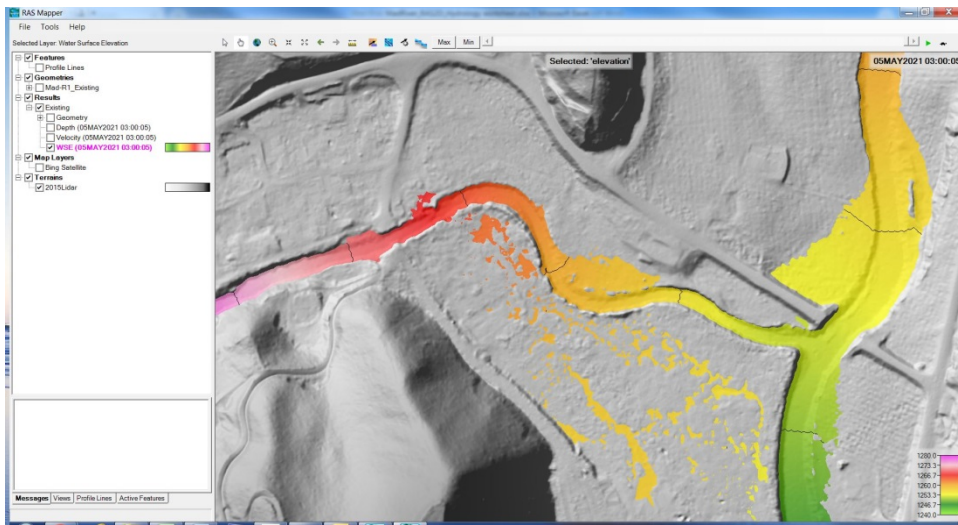 RAS Mapper
File Tools Help
Selected Layer: Water Surface Elevation
Max Min
Features
Profile Lines
Geometries
Mad-R1_Existing
Results
Existing
Geometry
Depth (05MAY2021 03:00:05)
Velocity (05MAY2021 03:00:05)
WSE (05MAY2021 03:00:05)
Map Layers
Bing Satellite
Terrains
2015Lidar
Selected: 'elevation'
05MAY2021 03:00:05
1280.0
1273.3
1266.7
1260.0
1253.3
1246.7
1240.0
Messages Views Profile Lines Active Features